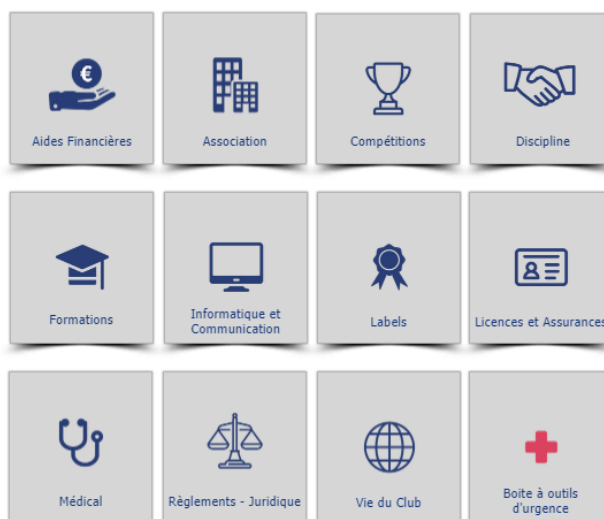 Aides Financières
Association
Compétitions
Discipline
Formations
Informatique et
Communication
Labels
Licences et Assurances
Médical
Règlements - Juridique
Vie du Club
Boite à outils
d'urgence